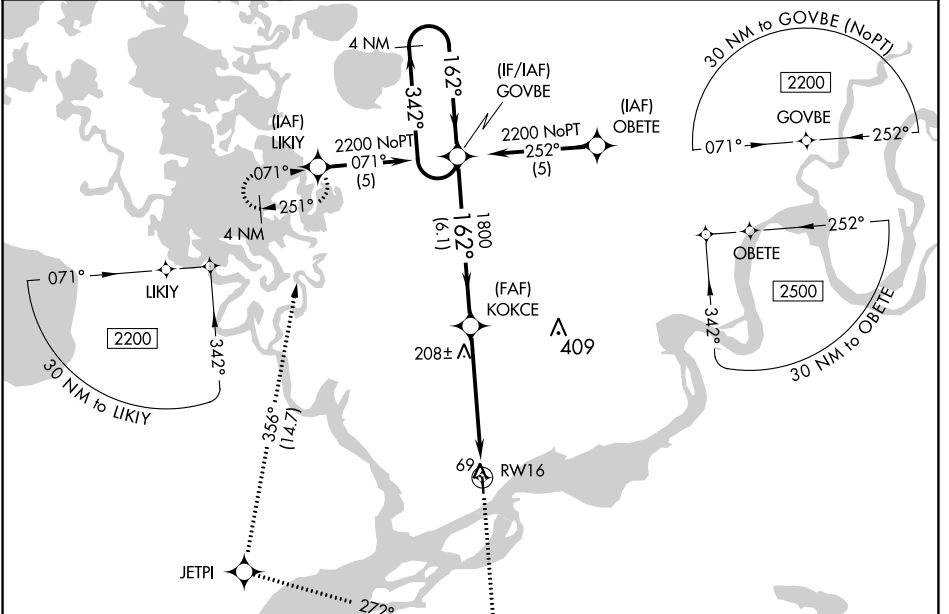 4 NM
162°
342°
(IF/IAF)
GOVBE
(IAF)
OBETE
2200 NoPT
252°
(5)
(IAF)
LIKIY
2200 NoPT
071°
(5)
071°
251°
4 NM
30 NM to GOVBE (NoPT)
2200
GOVBE
071°
252°
1800
162°
(6.1)
OBETE
252°
2500
342°
30 NM to OBETE
071°
LIKIY
2200
342°
30 NM to LIKIY
(FAF)
KOKCE
208±
409
356°
(14.7)
69
RW16
JETPI
272°